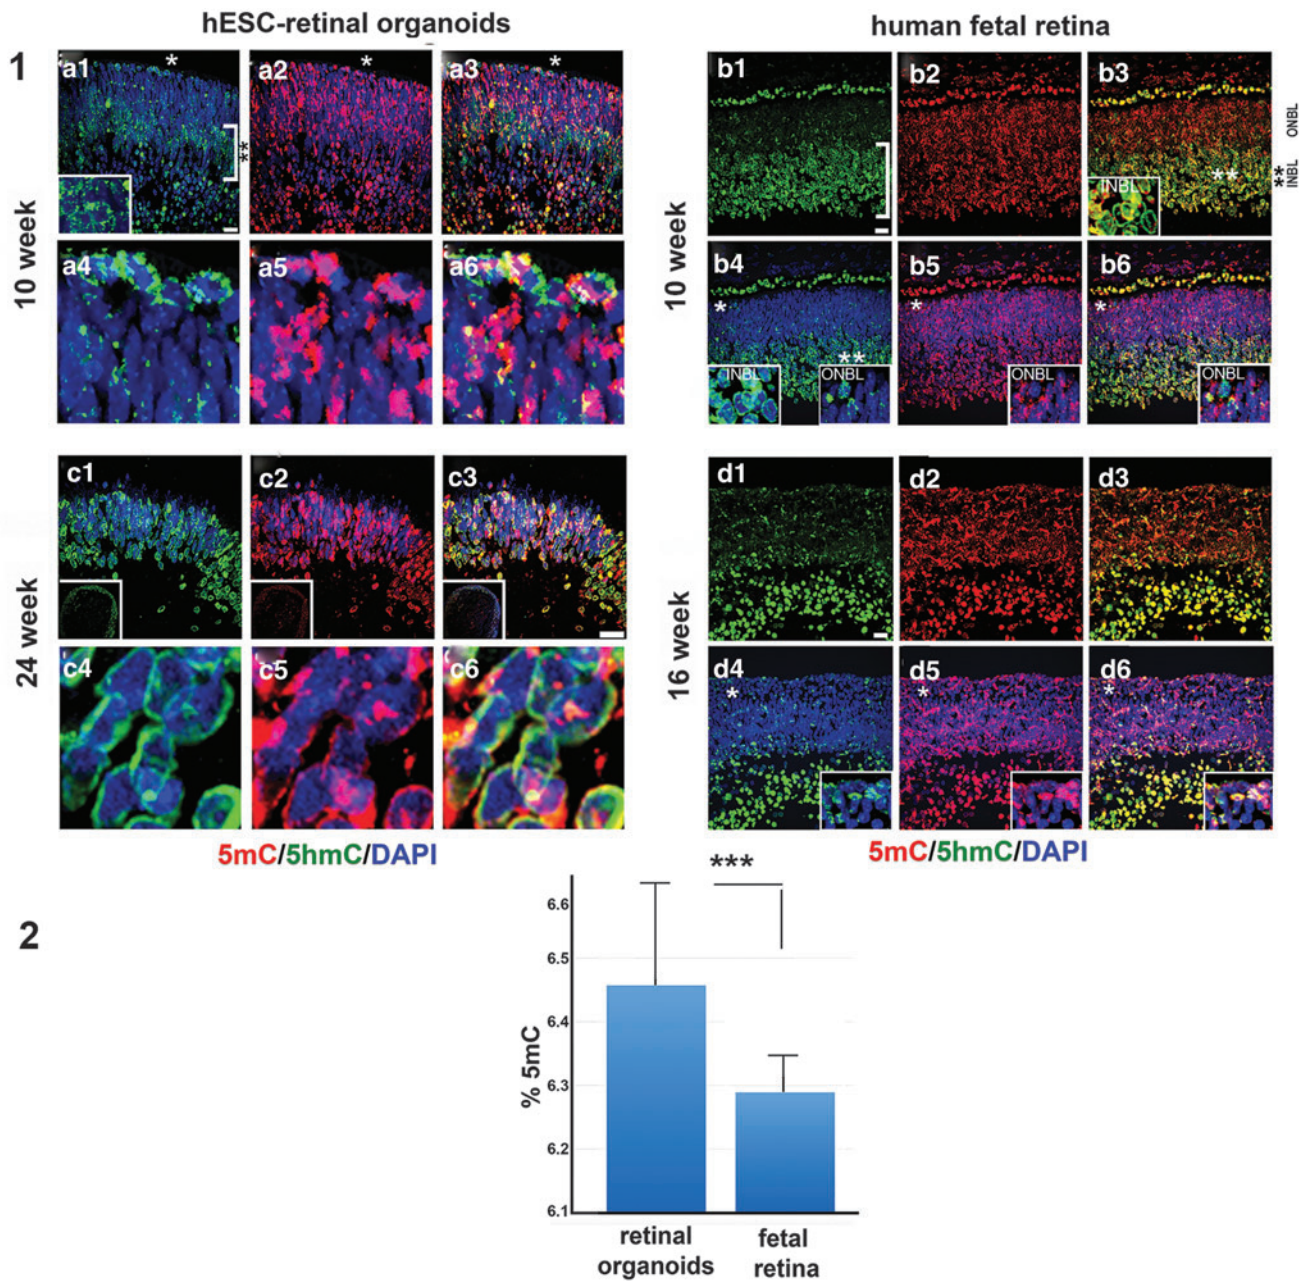 hESC-retinal organoids
human fetal retina
1
10 week
a1
*
**
a2
*
a3
*
a4
a5
a6
10 week
b1
b2
b3
INBL
**
ONBL
**
INBL
b4
*
**
INBL
ONBL
b5
*
ONBL
b6
*
ONBL
24 week
c1
c2
c3
c4
c5
c6
16 week
d1
d2
d3
d4
*
d5
*
d6
*
5mC/5hmC/DAPI
5mC/5hmC/DAPI
2
***
% 5mC
6.6
6.5
6.4
6.3
6.2
6.1
retinal
organoids
fetal
retina